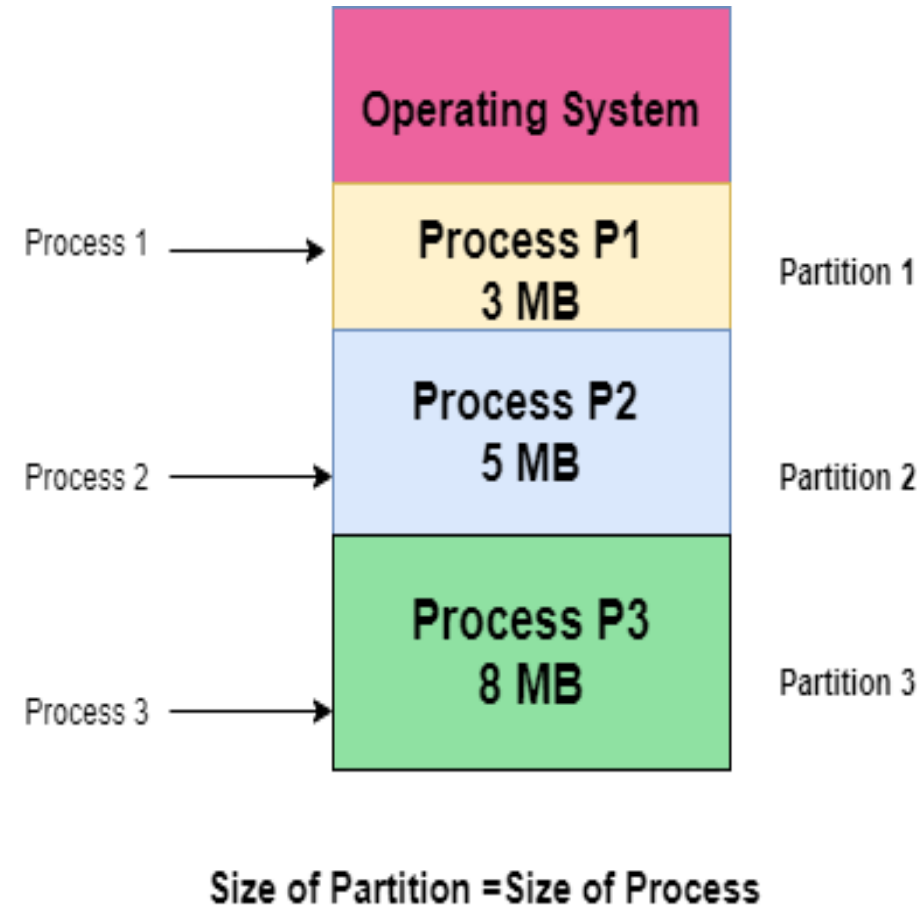 Operating System
Process 1
Process P1
3 MB
Partition 1
Process P2
5 MB
Process 2
Partition 2
Process P3
8 MB
Process 3
Partition 3
Size of Partition =Size of Process